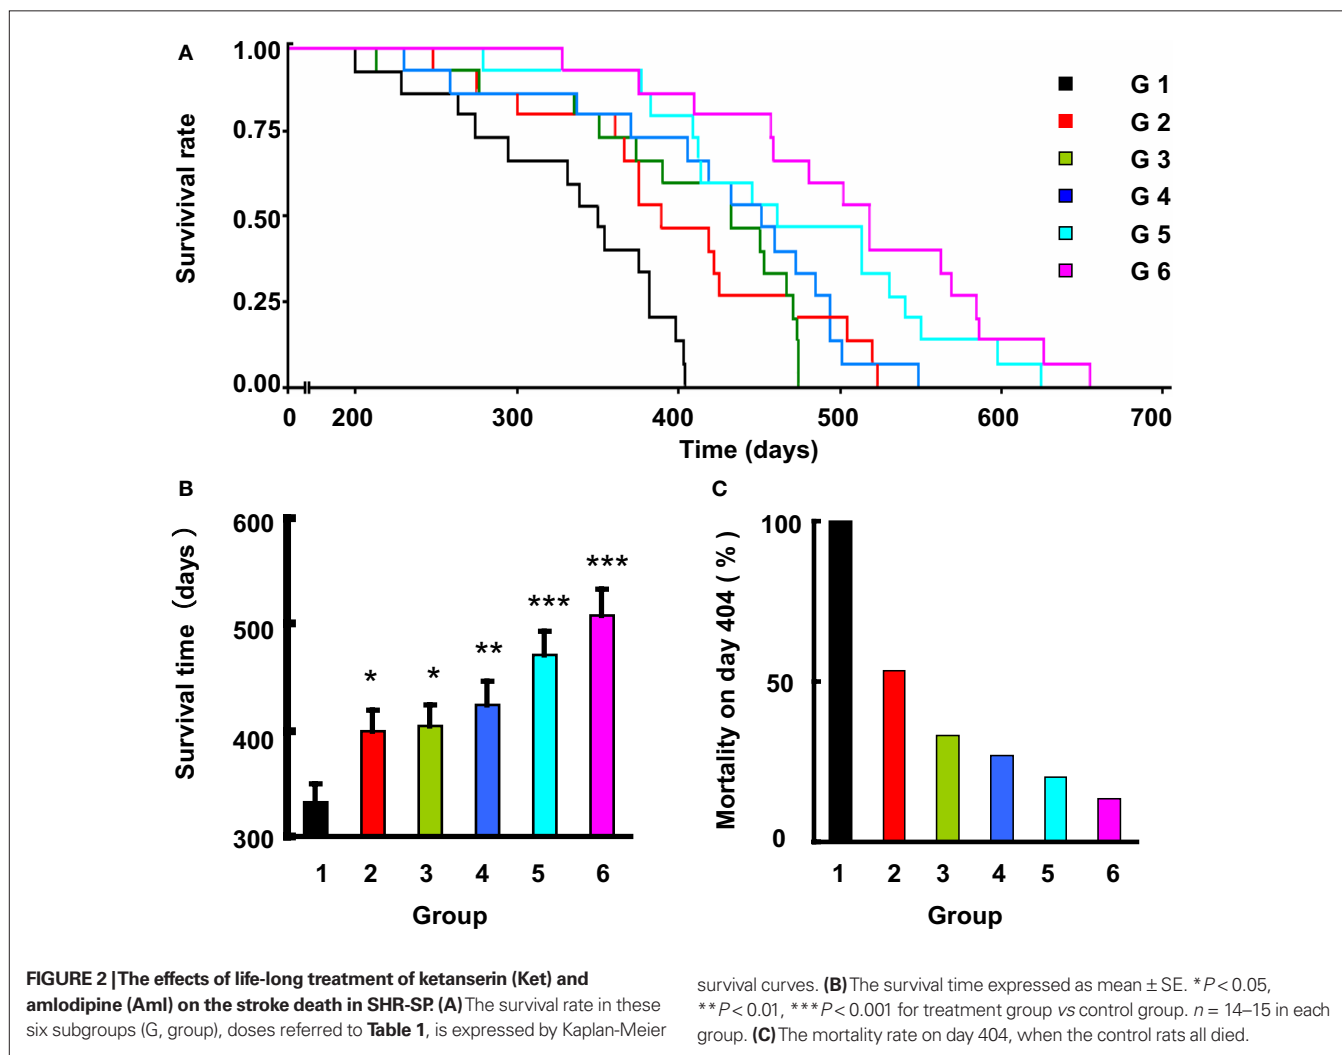 A
1.00
0.75
0.50
0.25
0.00
Survival rate
0 200 300 400 500 600 700
Time (days)
G 1
G 2
G 3
G 4
G 5
G 6
B
600
500
400
300
Survival time (days)
* * ** *** ***
1 2 3 4 5 6
Group
C
100
50
0
Mortality on day 404 ( % )
1 2 3 4 5 6
Group
FIGURE 2 | The effects of life-long treatment of ketanserin (Ket) and
amlodipine (Aml) on the stroke death in SHR-SP. (A) The survival rate in these
six subgroups (G, group), doses referred to Table 1, is expressed by Kaplan-Meier
survival curves. (B) The survival time expressed as mean ± SE. *P < 0.05,
**P < 0.01, ***P < 0.001 for treatment group vs control group. n = 14–15 in each
group. (C) The mortality rate on day 404, when the control rats all died.